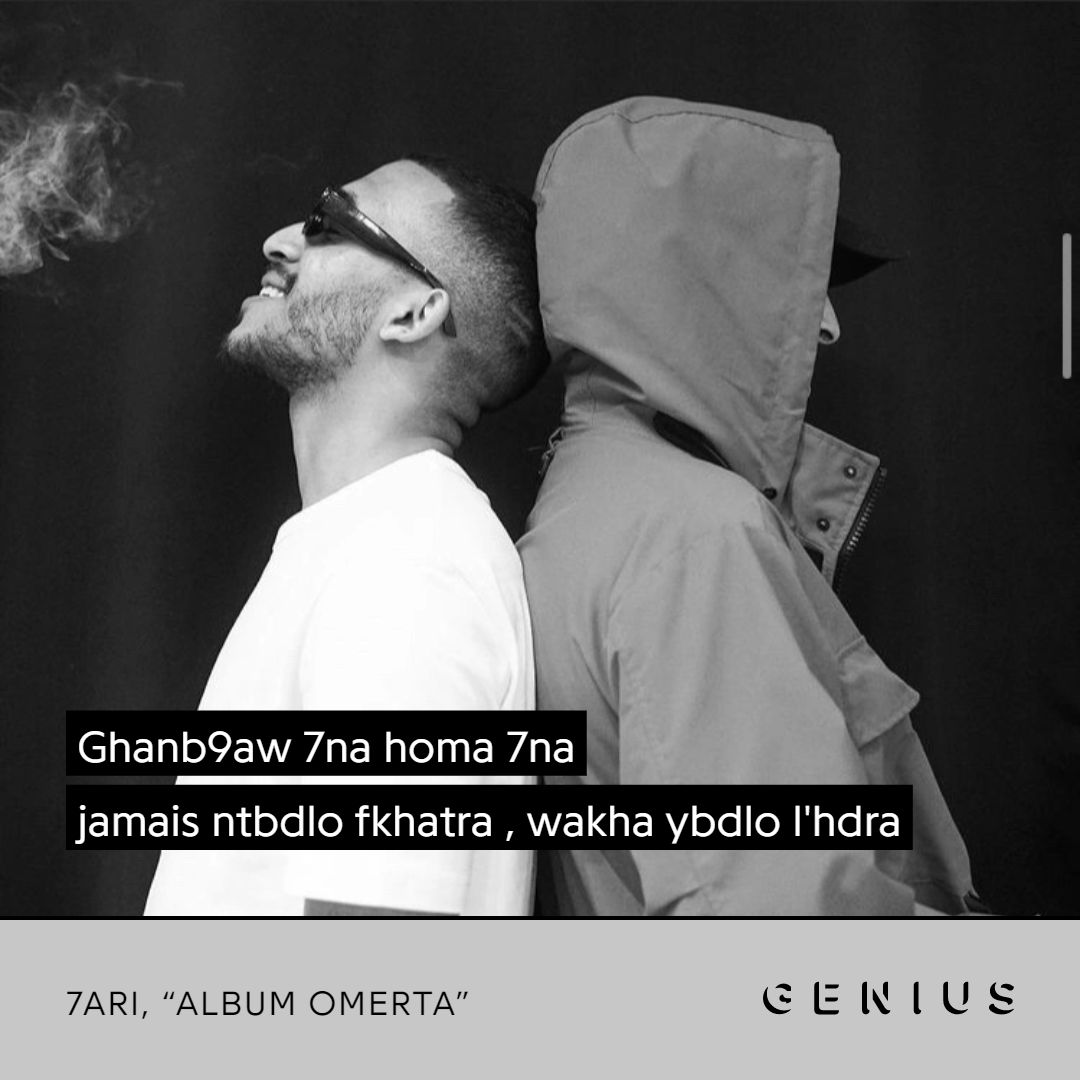 Ghanb9aw 7na homa 7na
jamais ntbdlo fkhatra , wakha ybdlo l'hdra
7ARI, “ALBUM OMERTA”
GENIUS